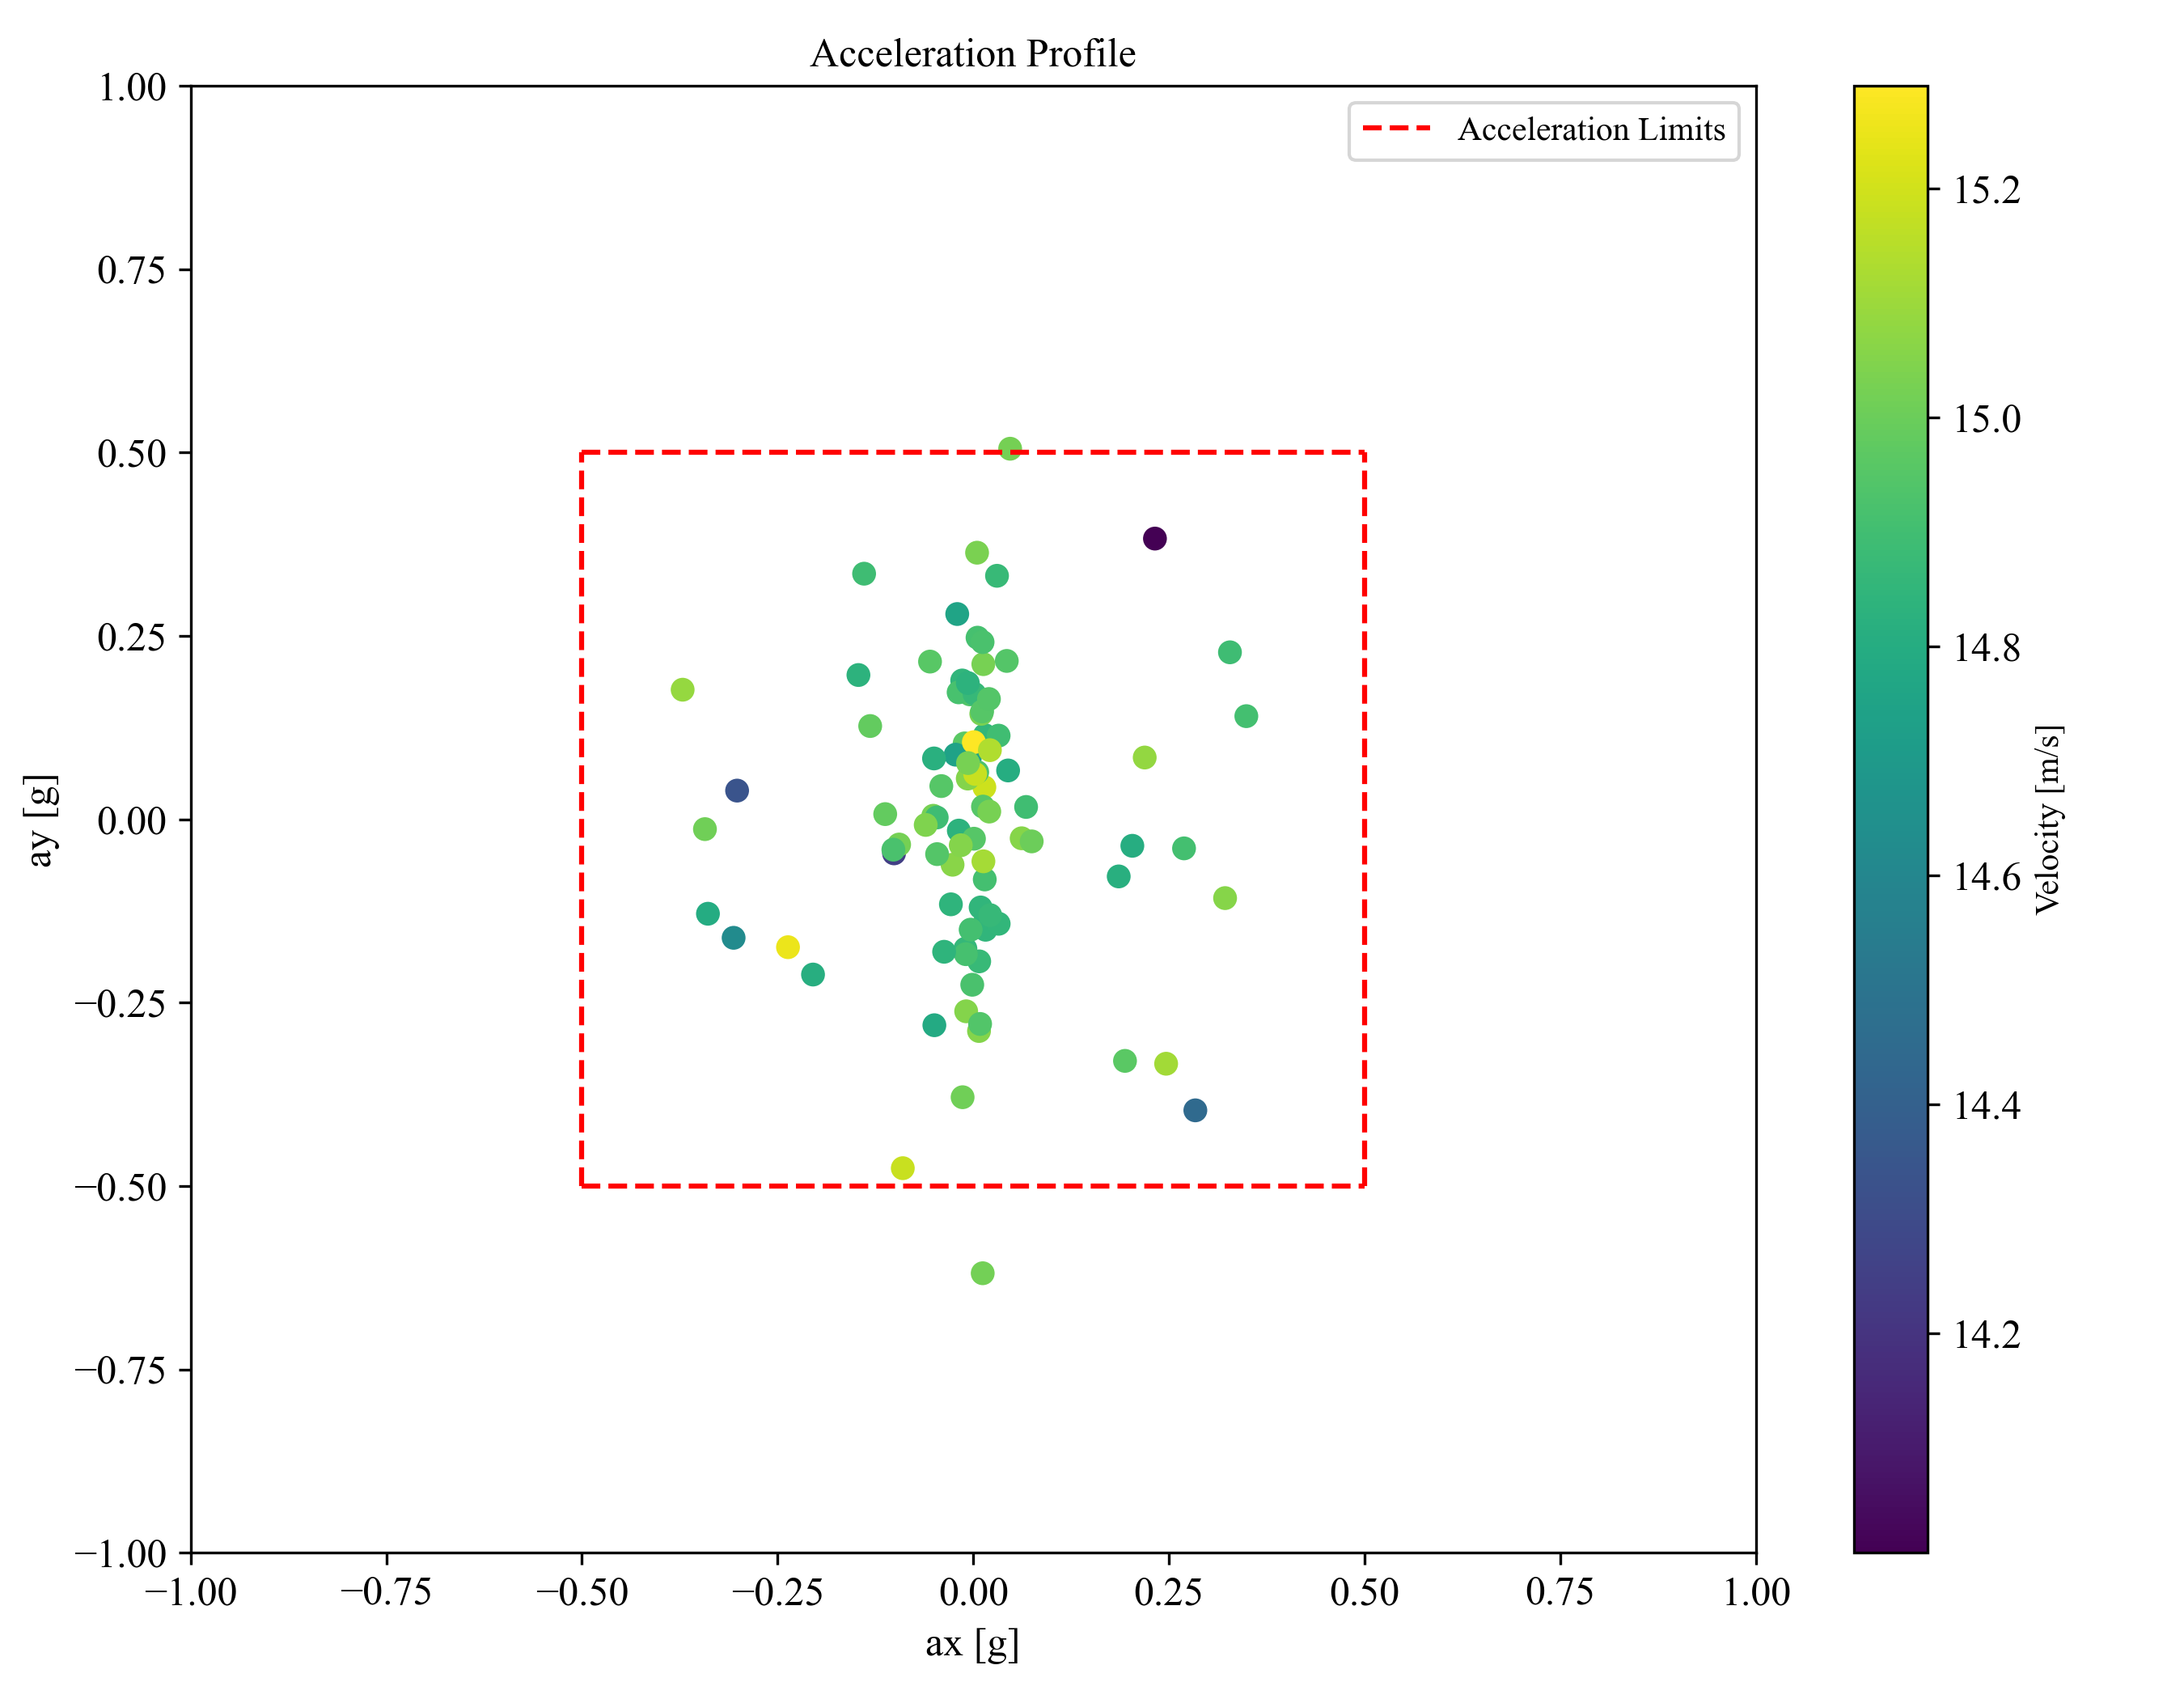 Acceleration Profile
Acceleration Limits
1.00
0.75
0.50
0.25
0.00
−0.25
−0.50
−0.75
−1.00
ay [g]
−1.00 −0.75 −0.50 −0.25 0.00 0.25 0.50 0.75 1.00
ax [g]
15.2
15.0
14.8
14.6
14.4
14.2
Velocity [m/s]